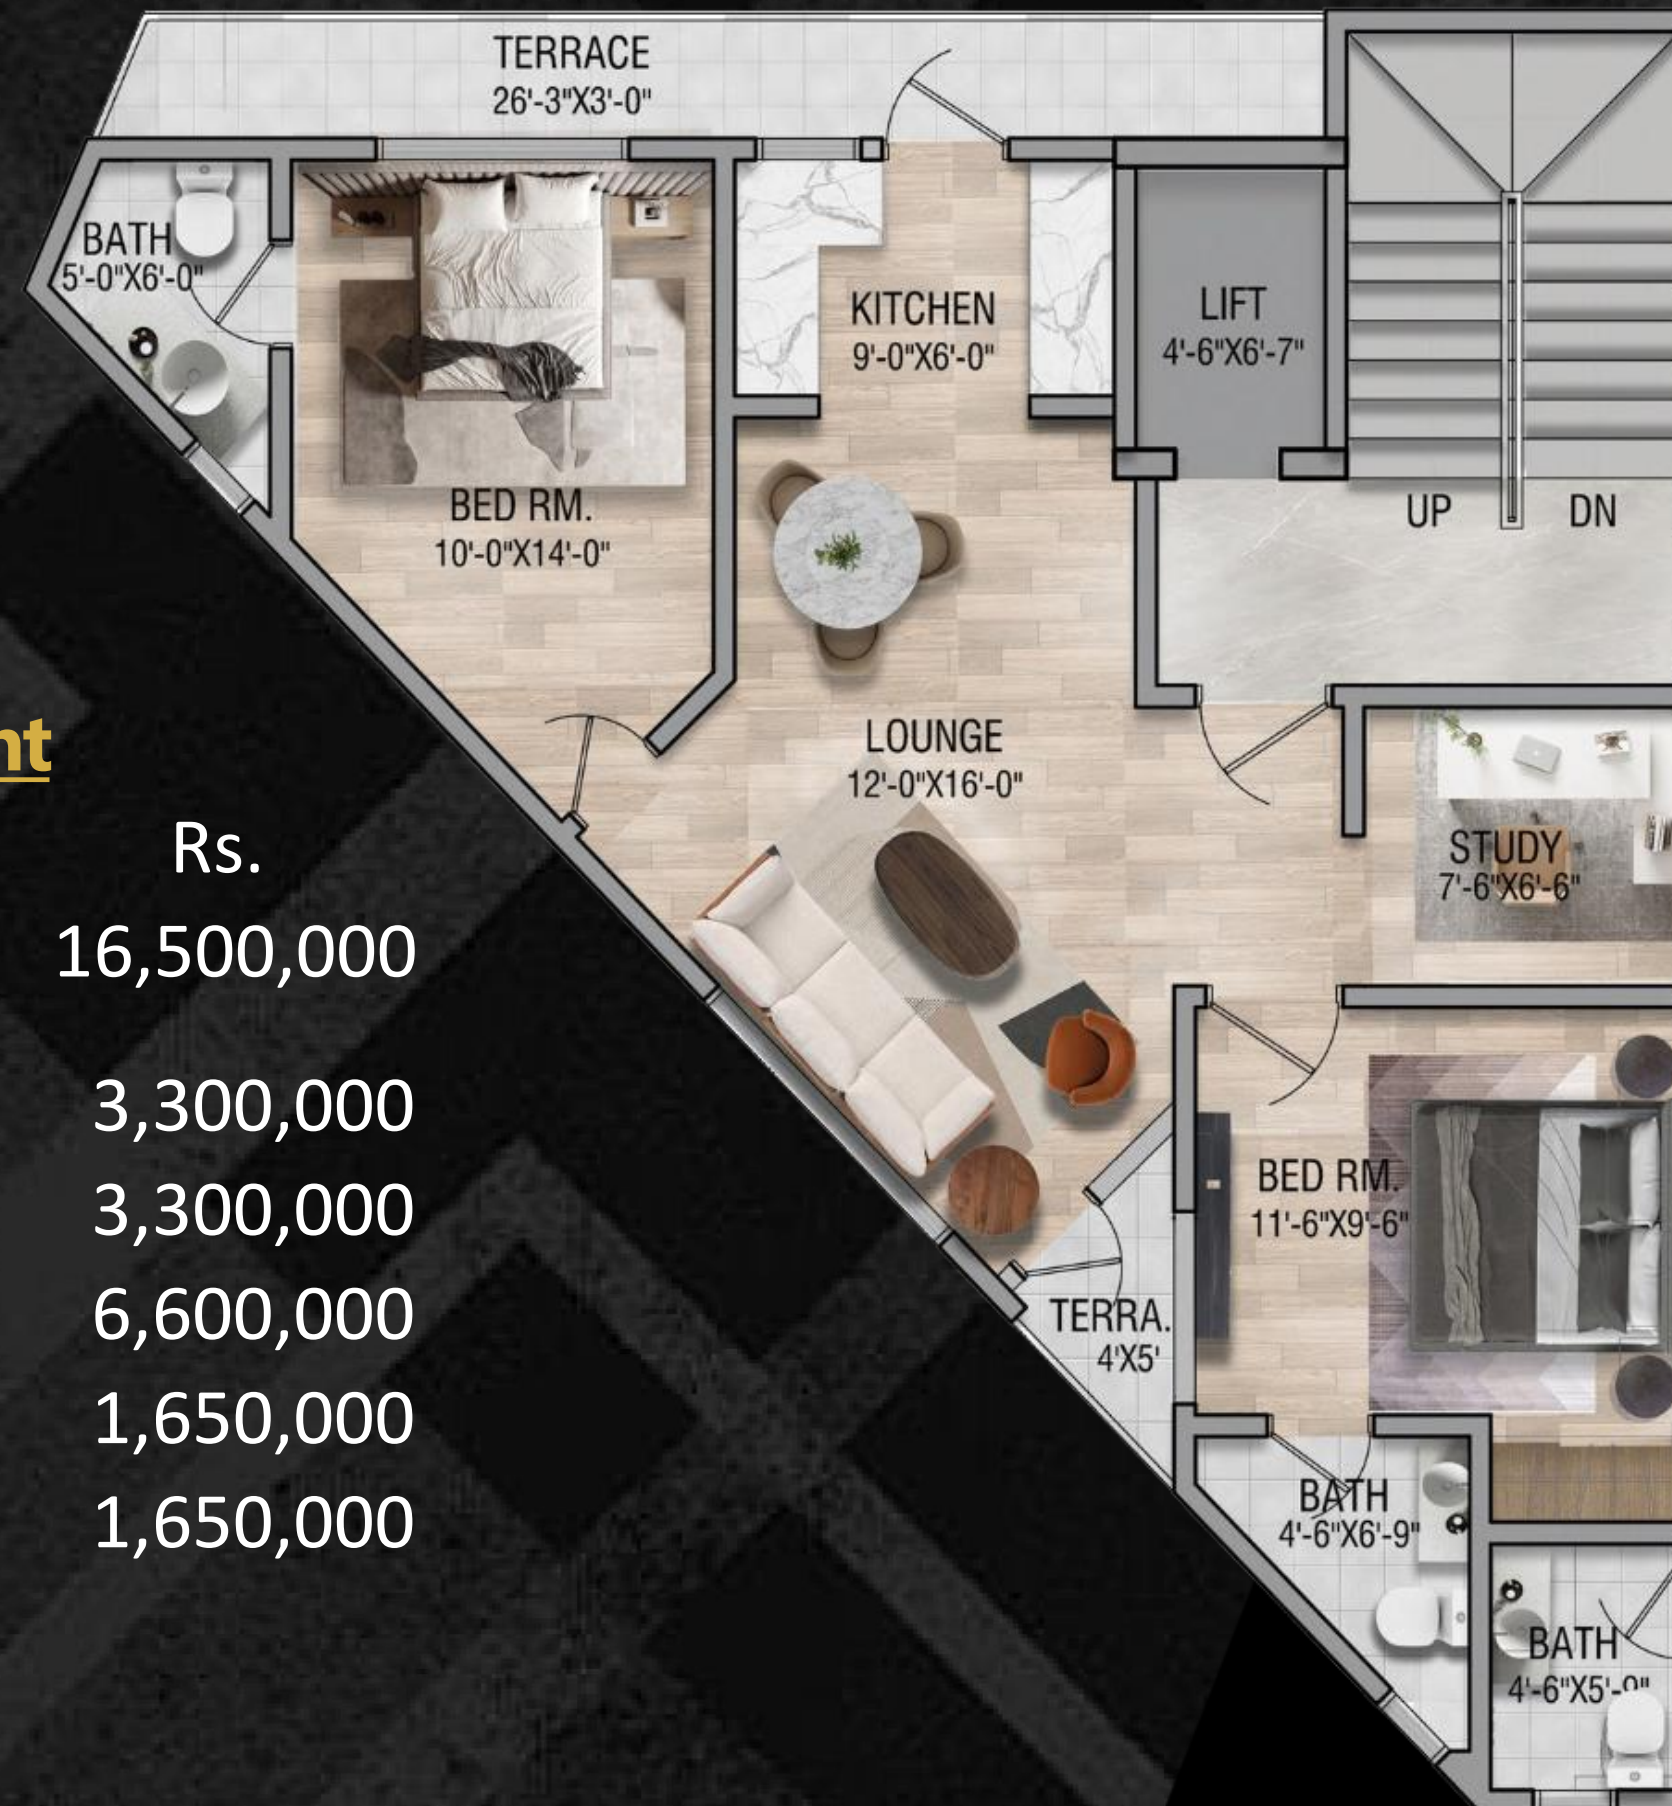 TERRACE
26'-3"X3'-0"
BATH
5'-0"X6'-0"
KITCHEN
9'-0"X6'-0"
LIFT
4'-6"X6'-7"
BED RM.
10'-0"X14'-0"
UP
DN
LOUNGE
12'-0"X16'-0"
STUDY
7'-6"X6'-6"
nt
Rs.
16,500,000
3,300,000
3,300,000
6,600,000
1,650,000
1,650,000
BED RM.
11'-6"X9'-6"
TERRA.
4'X5'
BATH
4'-6"X6'-9"
BATH